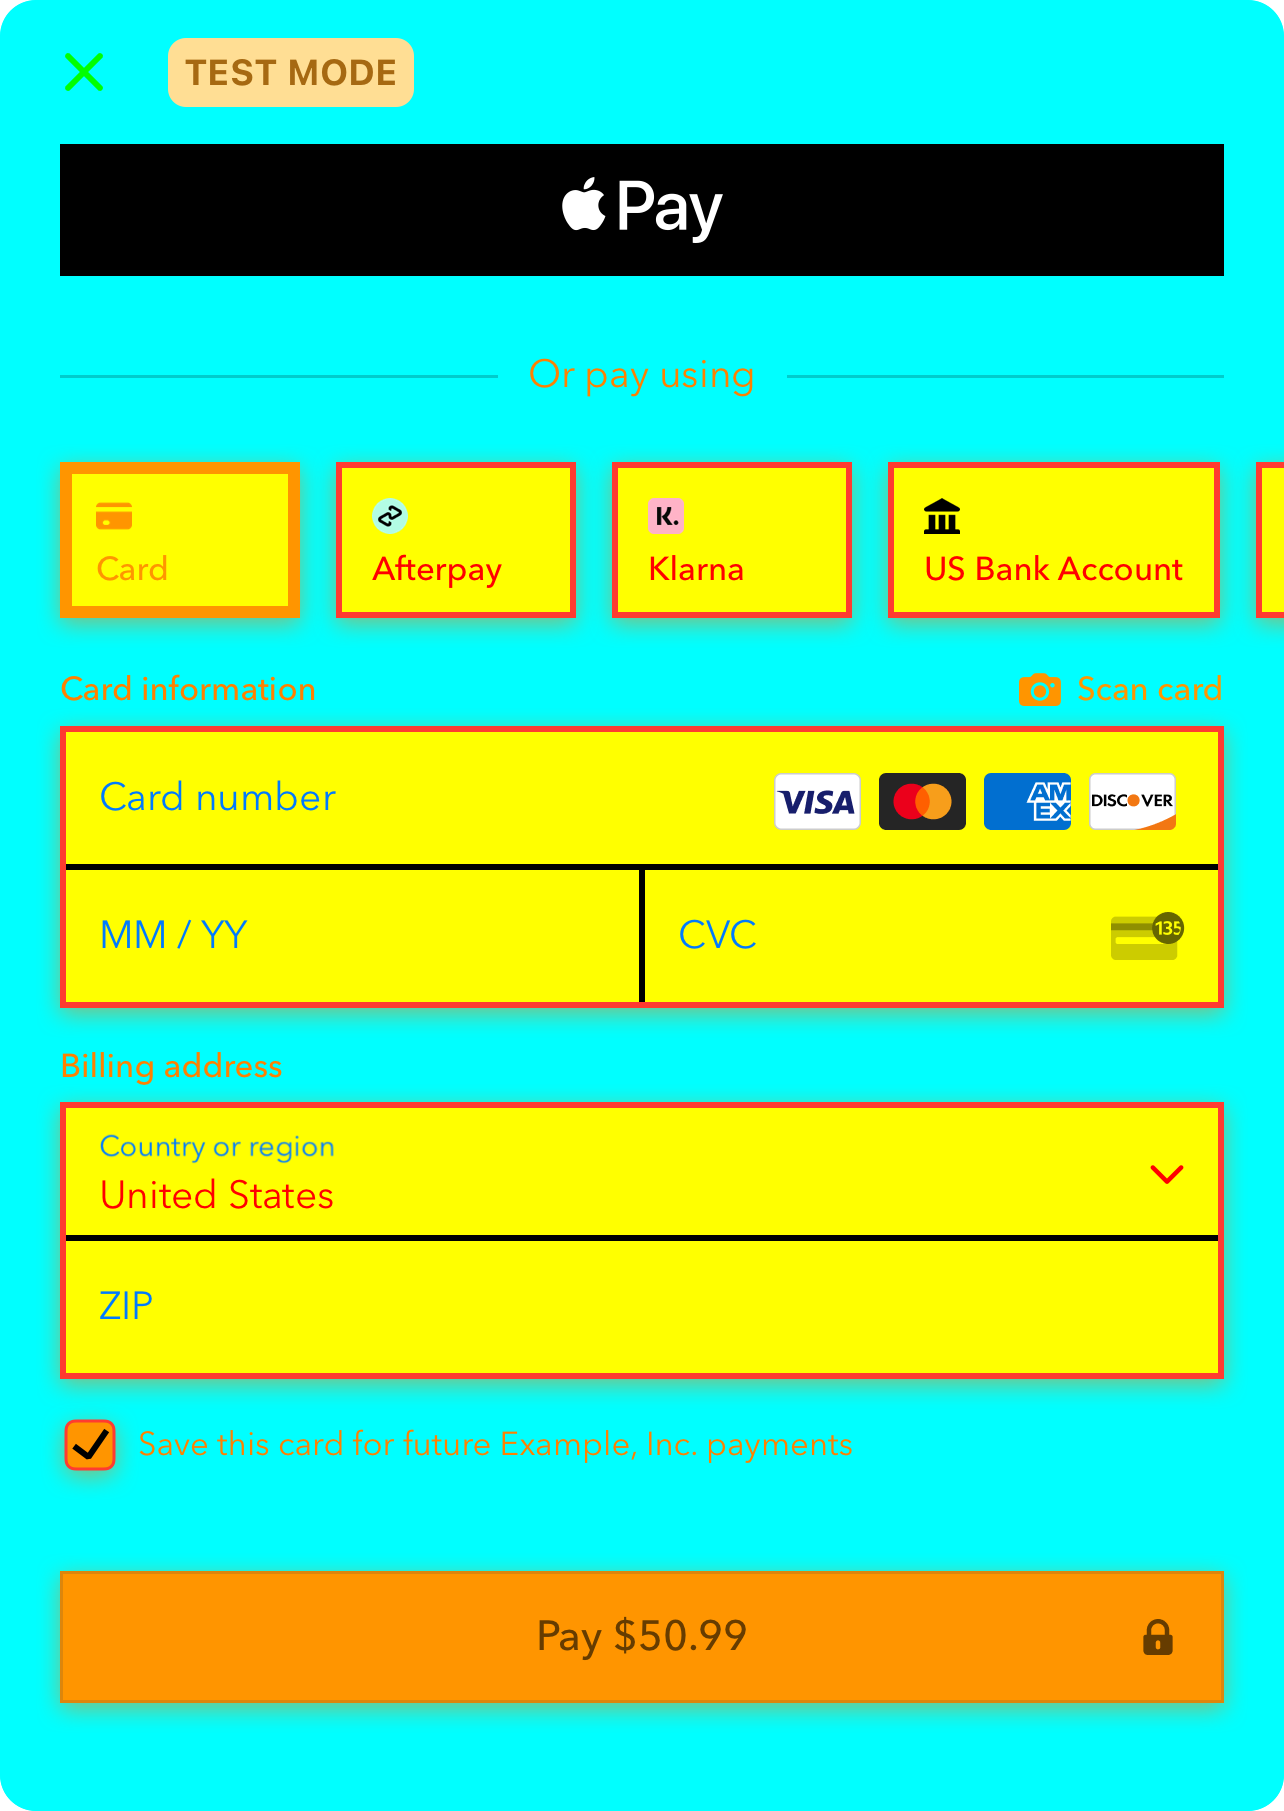 TEST MODE
Pay
Or pay using
Card
Afterpay
K.
Klarna
US Bank Account
Card information
Scan card
Card number
VISA
AM
EX
DISCOVER
MM / YY
CVC
135
Billing address
Country or region
United States
ZIP
Save this card for future Example, Inc. payments
Pay $50.99